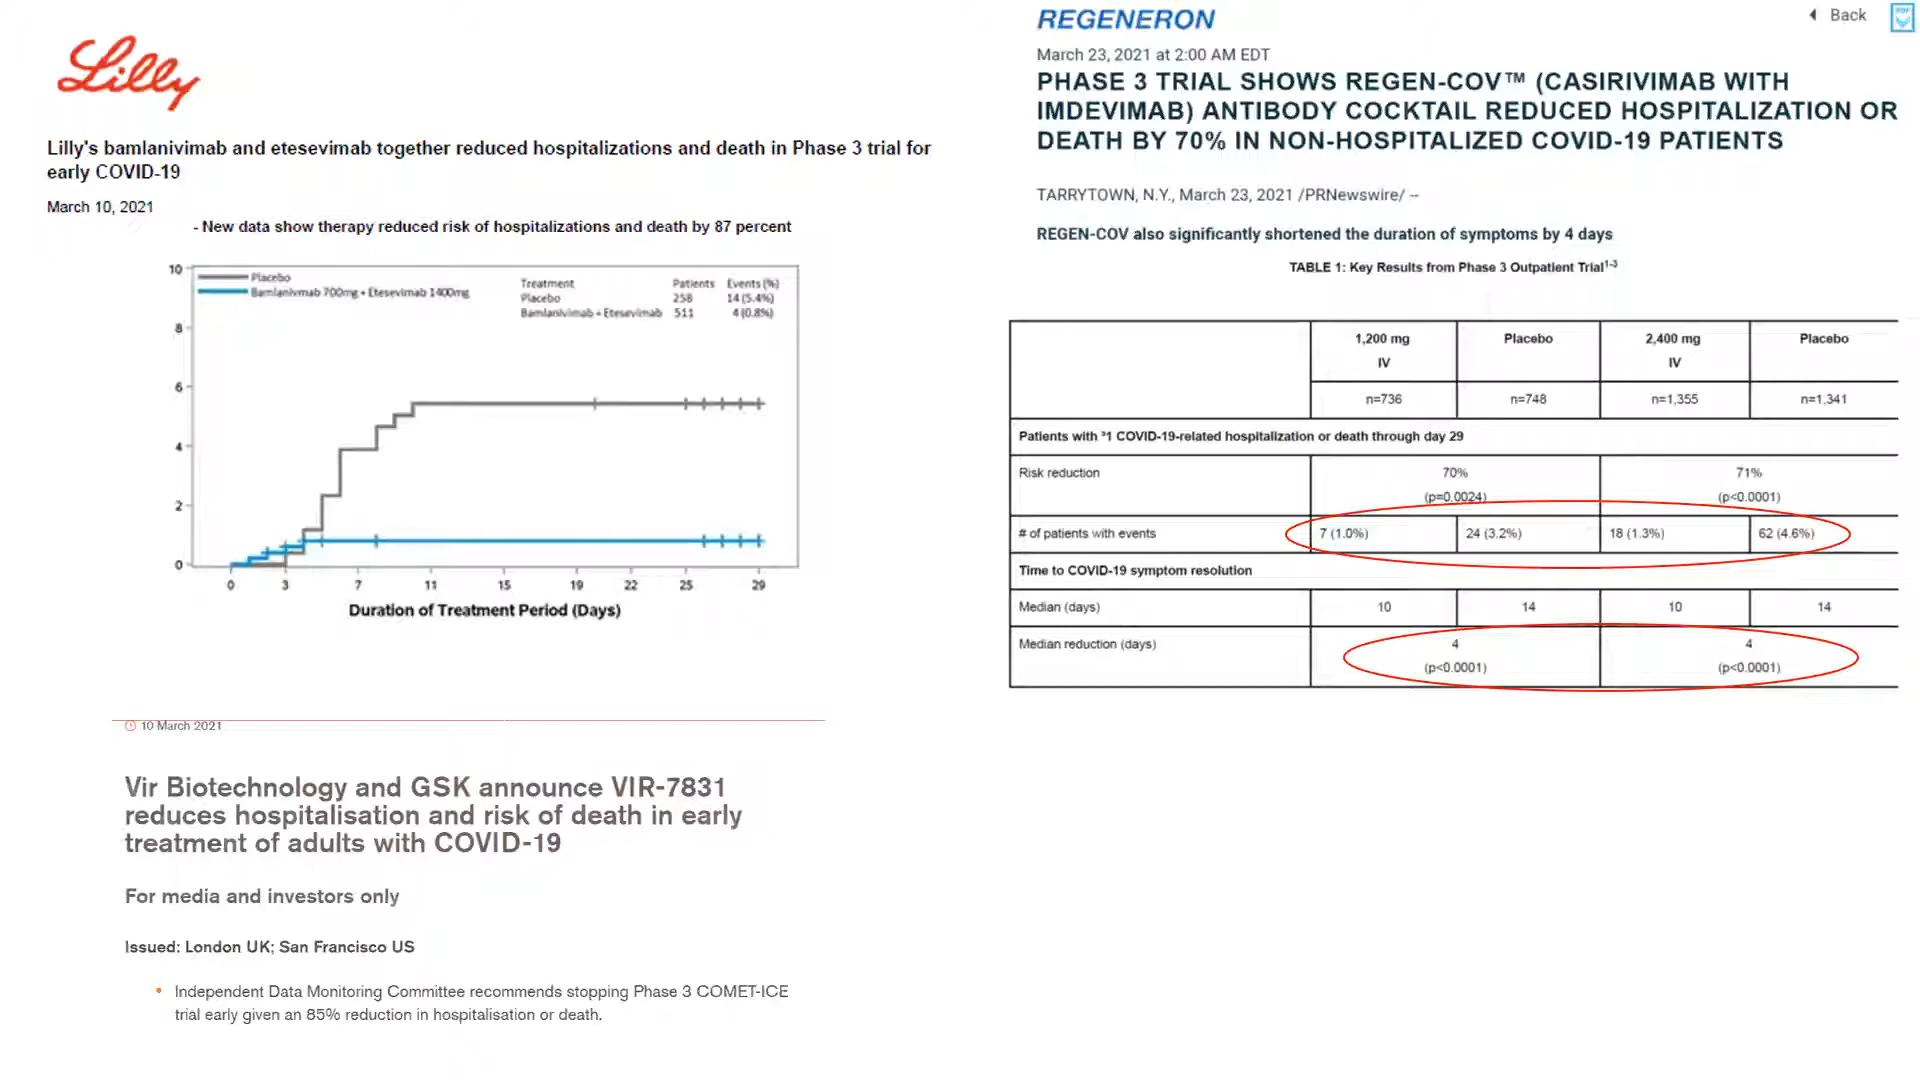 Lilly
Lilly's bamlanivimab and etesevimab together reduced hospitalizations and death in Phase 3 trial for
early COVID-19
March 10, 2021
- New data show therapy reduced risk of hospitalizations and death by 87 percent
Placebo
Bamlanivmab 700mg + Etesevimab 1400mg
Treatment Patients Events (%)
Placebo 258 14 (5.4%)
Bamlanivimab + Etesevimab 511 4 (0.8%)
10
8
6
4
2
0
0 3 7 11 15 19 22 25 29
Duration of Treatment Period (Days)
10 March 2021
Vir Biotechnology and GSK announce VIR-7831
reduces hospitalisation and risk of death in early
treatment of adults with COVID-19
For media and investors only
Issued: London UK; San Francisco US
• Independent Data Monitoring Committee recommends stopping Phase 3 COMET-ICE
trial early given an 85% reduction in hospitalisation or death.
REGENERON
Back
PDF
March 23, 2021 at 2:00 AM EDT
PHASE 3 TRIAL SHOWS REGEN-COV™ (CASIRIVIMAB WITH
IMDEVIMAB) ANTIBODY COCKTAIL REDUCED HOSPITALIZATION OR
DEATH BY 70% IN NON-HOSPITALIZED COVID-19 PATIENTS
TARRYTOWN, N.Y., March 23, 2021 /PRNewswire/ --
REGEN-COV also significantly shortened the duration of symptoms by 4 days
TABLE 1: Key Results from Phase 3 Outpatient Trial1-3
1,200 mg Placebo 2,400 mg Placebo
IV IV
n=736 n=748 n=1,355 n=1,341
Patients with ³1 COVID-19-related hospitalization or death through day 29
Risk reduction 70% 71%
(p=0.0024) (p<0.0001)
# of patients with events 7 (1.0%) 24 (3.2%) 18 (1.3%) 62 (4.6%)
Time to COVID-19 symptom resolution
Median (days) 10 14 10 14
Median reduction (days) 4 4
(p<0.0001) (p<0.0001)